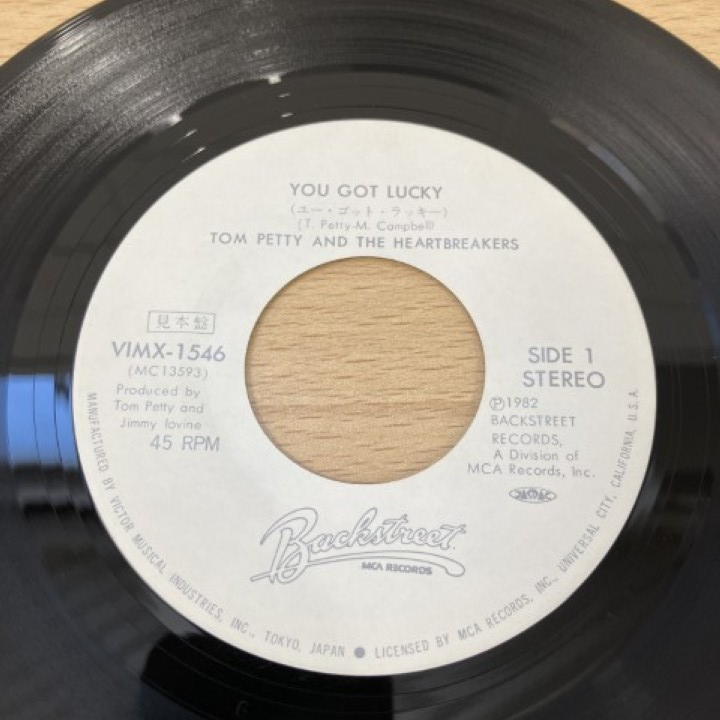 YOU GOT LUCKY
(ユー・ゴット・ラッキー)
(T. Petty-M. Campbell)
TOM PETTY AND THE HEARTBREAKERS
見本盤
VIMX-1546
(MC13593)
Produced by
Tom Petty and
Jimmy Iovine
45 RPM
SIDE 1
STEREO
Ⓟ1982
BACKSTREET
RECORDS,
A Division of
MCA Records, Inc.
Backstreet
MCA RECORDS
MANUFACTURED BY VICTOR MUSICAL INDUSTRIES, INC., TOKYO, JAPAN ● LICENSED BY MCA RECORDS, INC., UNIVERSAL CITY, CALIFORNIA, U.S.A.